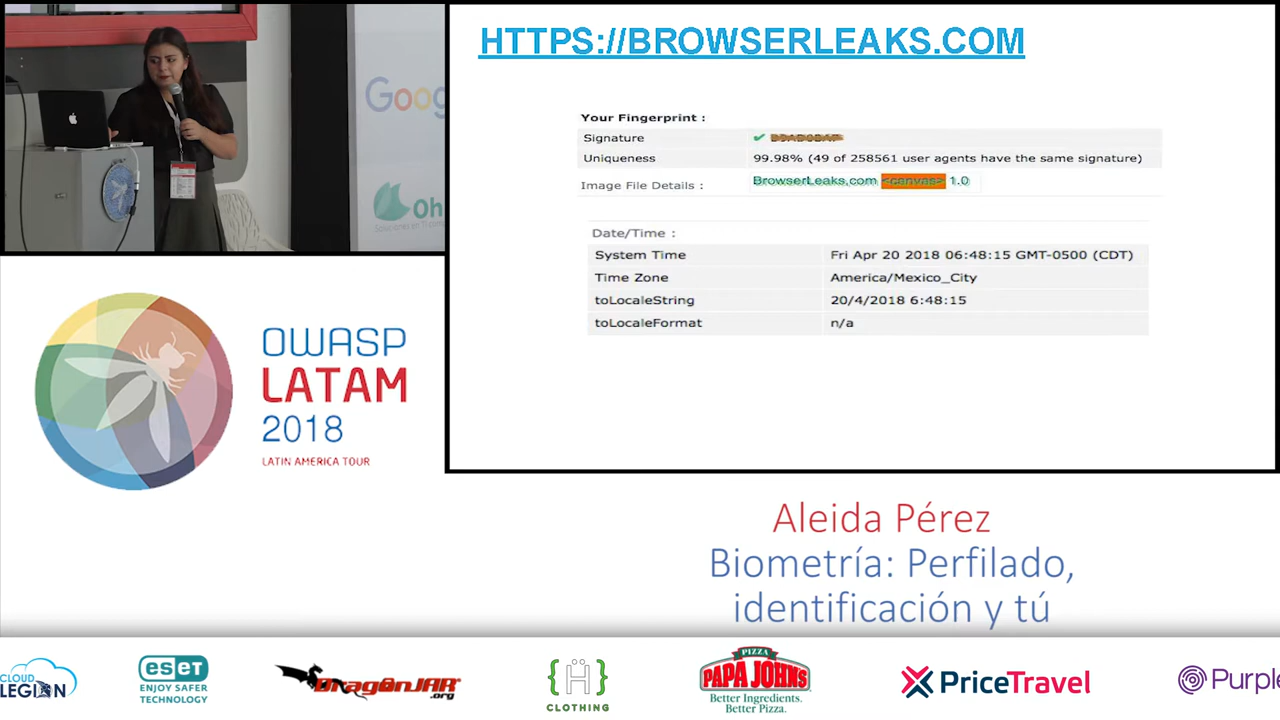 HTTPS://BROWSERLEAKS.COM
Your Fingerprint :
Signature ✔
Uniqueness 99.98% (49 of 258561 user agents have the same signature)
Image File Details : BrowserLeaks.com <canvas> 1.0
Date/Time :
System Time Fri Apr 20 2018 06:48:15 GMT-0500 (CDT)
Time Zone America/Mexico_City
toLocaleString 20/4/2018 6:48:15
toLocaleFormat n/a
Goog
oh
OWASP
LATAM
2018
LATIN AMERICA TOUR
Aleida Pérez
Biometría: Perfilado,
identificación y tú
CLOUD
LEGION
eset
ENJOY SAFER
TECHNOLOGY
DragonJAR
.org
{Ḧ}
CLOTHING
PIZZA
PAPA JOHNS
Better Ingredients.
Better Pizza.
PriceTravel
Purple